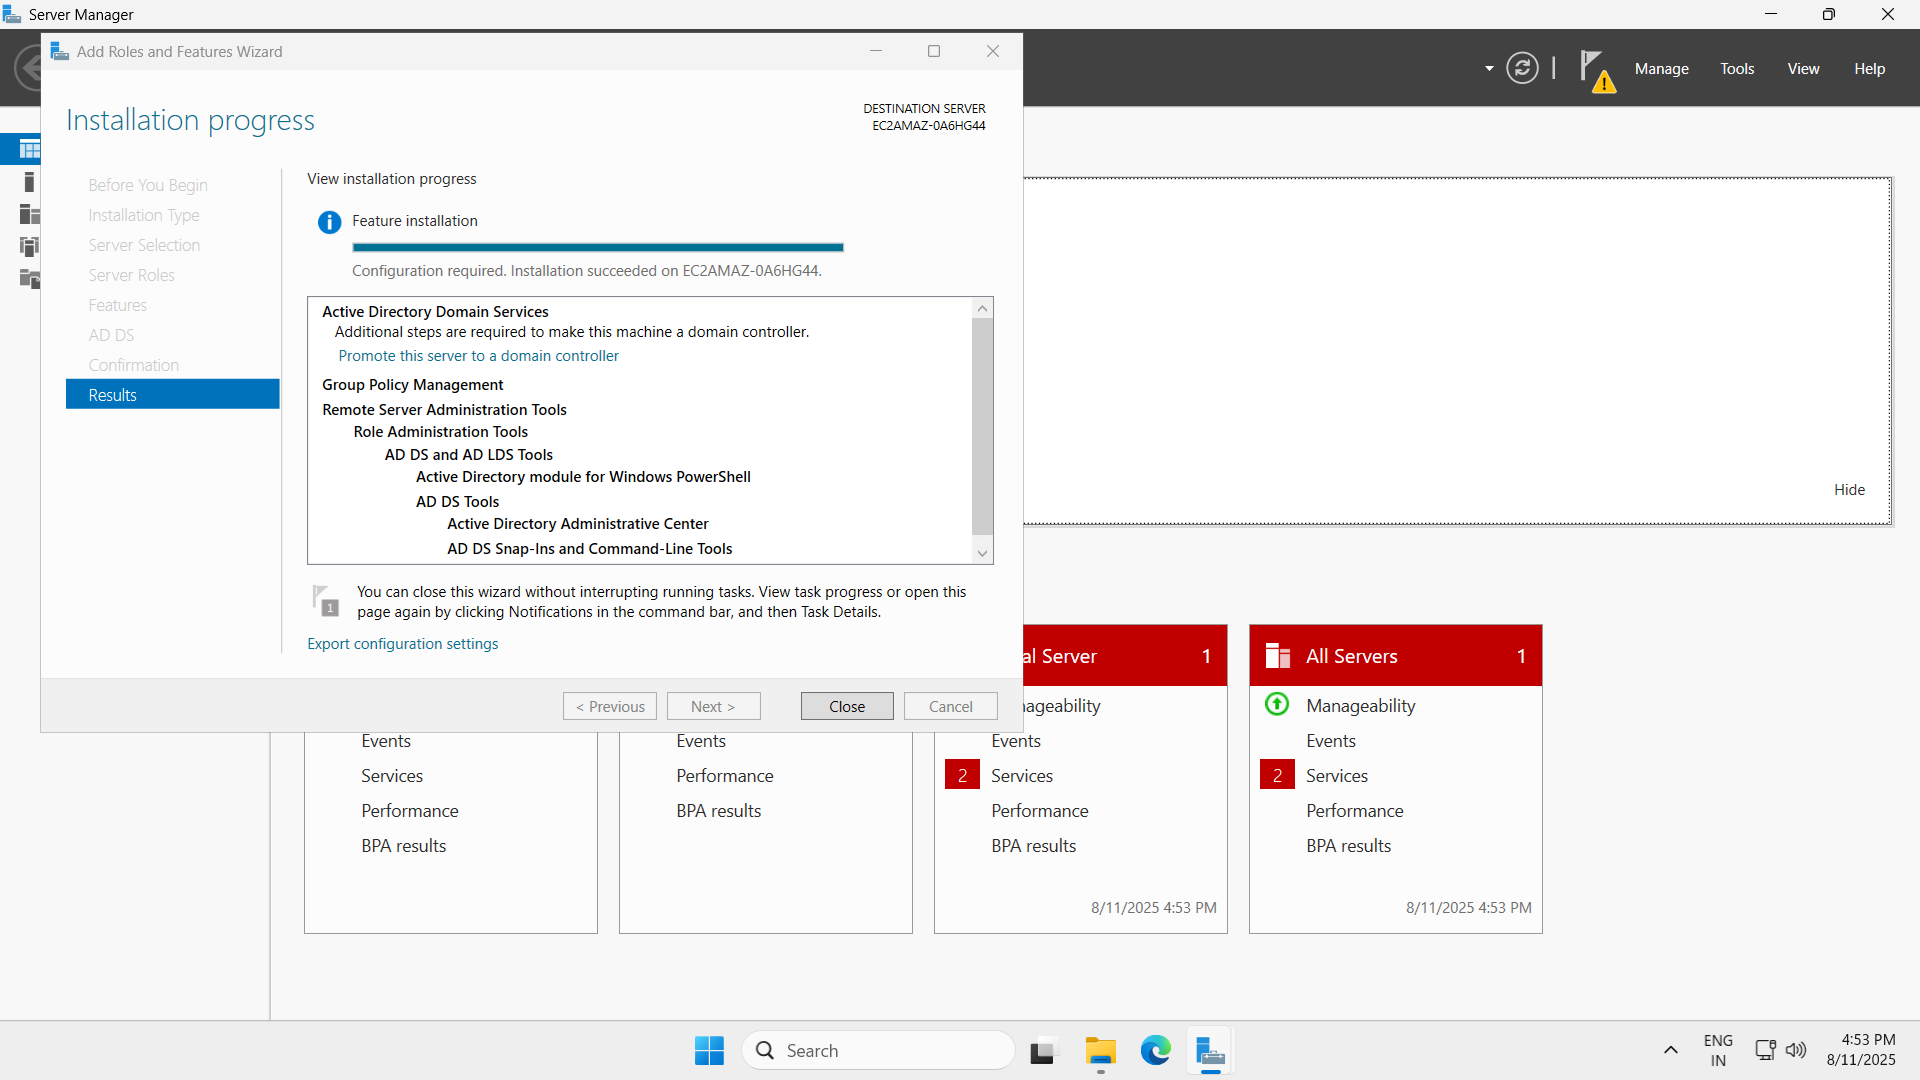 Server Manager
Add Roles and Features Wizard
Manage Tools View Help
Installation progress
DESTINATION SERVER
EC2AMAZ-0A6HG44
Before You Begin
Installation Type
Server Selection
Server Roles
Features
AD DS
Confirmation
Results
View installation progress
Feature installation
Configuration required. Installation succeeded on EC2AMAZ-0A6HG44.
Active Directory Domain Services
Additional steps are required to make this machine a domain controller.
Promote this server to a domain controller
Group Policy Management
Remote Server Administration Tools
Role Administration Tools
AD DS and AD LDS Tools
Active Directory module for Windows PowerShell
AD DS Tools
Active Directory Administrative Center
AD DS Snap-Ins and Command-Line Tools
1
You can close this wizard without interrupting running tasks. View task progress or open this
page again by clicking Notifications in the command bar, and then Task Details.
Export configuration settings
< Previous Next > Close Cancel
Hide
Events
Services
Performance
BPA results
Events
Performance
BPA results
al Server 1
nageability
Events
2 Services
Performance
BPA results
8/11/2025 4:53 PM
All Servers 1
Manageability
Events
2 Services
Performance
BPA results
8/11/2025 4:53 PM
Search
ENG
IN
4:53 PM
8/11/2025